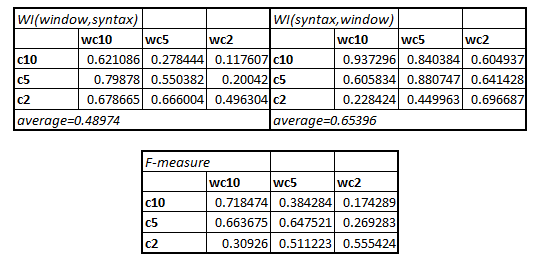 WI(window,syntax) WI(syntax,window)
wc10 wc5 wc2 wc10 wc5 wc2
c10 0.621086 0.278444 0.117607 c10 0.937296 0.840384 0.604937
c5 0.79878 0.550382 0.20042 c5 0.605834 0.880747 0.641428
c2 0.678665 0.666004 0.496304 c2 0.228424 0.449963 0.696687
average=0.48974 average=0.65396
F-measure
wc10 wc5 wc2
c10 0.718474 0.384284 0.174289
c5 0.663675 0.647521 0.269283
c2 0.30926 0.511223 0.555424